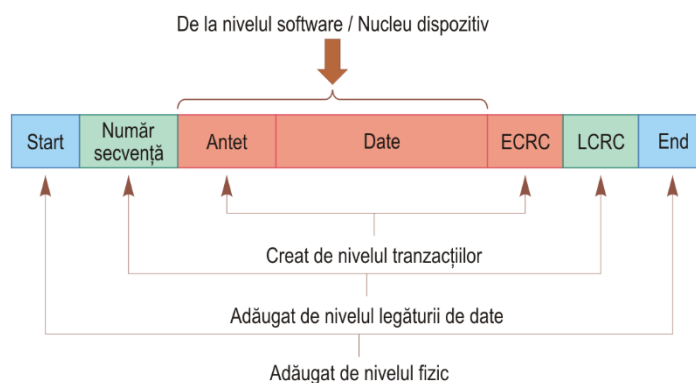 De la nivelul software / Nucleu dispozitiv
Start
Număr
secvență
Antet
Date
ECRC
LCRC
End
Creat de nivelul tranzacțiilor
Adăugat de nivelul legăturii de date
Adăugat de nivelul fizic